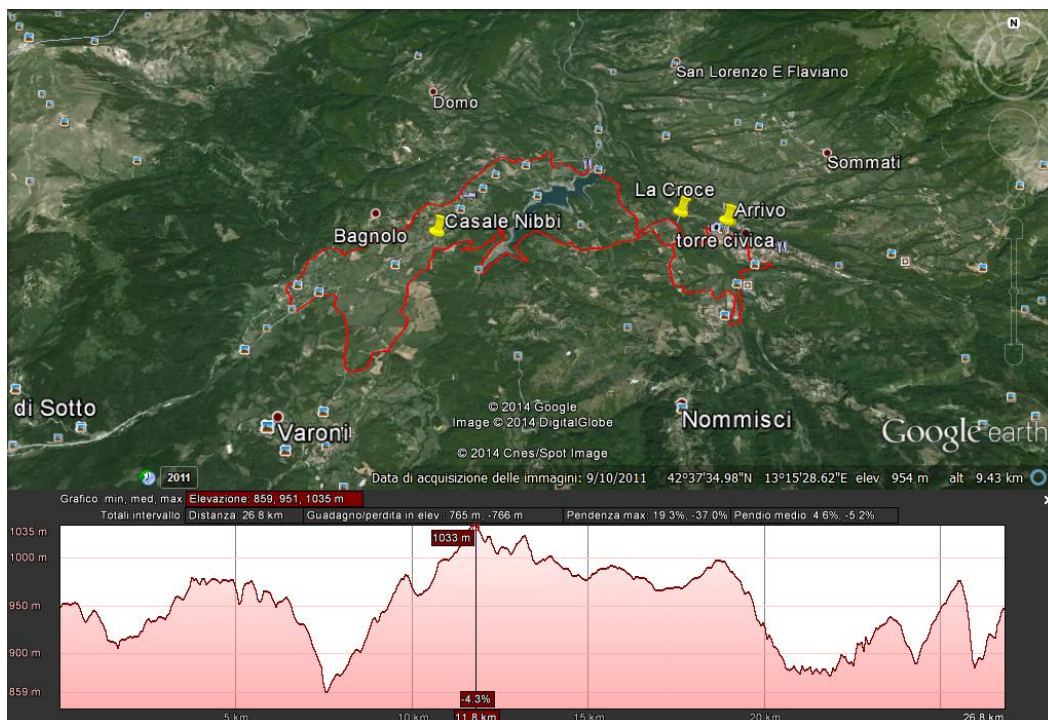 N
San Lorenzo E Flaviano
Domo
Sommati
La Croce
Arrivo
Casale Nibbi
Bagnolo
torre civica
di Sotto
Varoni
Nommisci
© 2014 Google
Image © 2014 DigitalGlobe
© 2014 Cnes/Spot Image
Google earth
2011
Data di acquisizione delle immagini: 9/10/2011 42°37'34.98"N 13°15'28.62"E elev 954 m alt 9.43 km
Grafico: min, med, max Elevazione: 859, 951, 1035 m
Totali intervallo: Distanza: 26.8 km Guadagno/perdita in elev.: 765 m, -766 m Pendenza max: 19.3%, -37.0% Pendio medio: 4.6%, -5.2%
1035 m
1033 m
1000 m
950 m
900 m
859 m
-4.3%
5 km 10 km 11.8 km 15 km 20 km 26.8 km